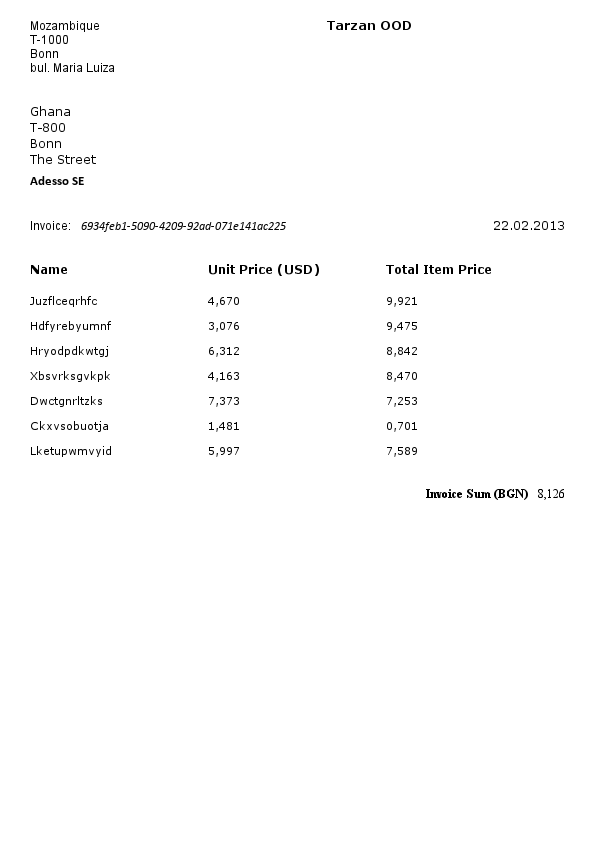 Mozambique
Tarzan OOD
T-1000
Bonn
bul. Maria Luiza
Ghana
T-800
Bonn
The Street
Adesso SE
Invoice: 6934feb1-5090-4209-92ad-071e141ac225 22.02.2013
Name Unit Price (USD) Total Item Price
Juzflceqrhfc 4,670 9,921
Hdfyrebyumnf 3,076 9,475
Hryodpdkwtgj 6,312 8,842
Xbsvrksgvkpk 4,163 8,470
Dwctgnrltzks 7,373 7,253
Ckxvsobuotja 1,481 0,701
Lketupwmvyid 5,997 7,589
Invoice Sum (BGN) 8,126